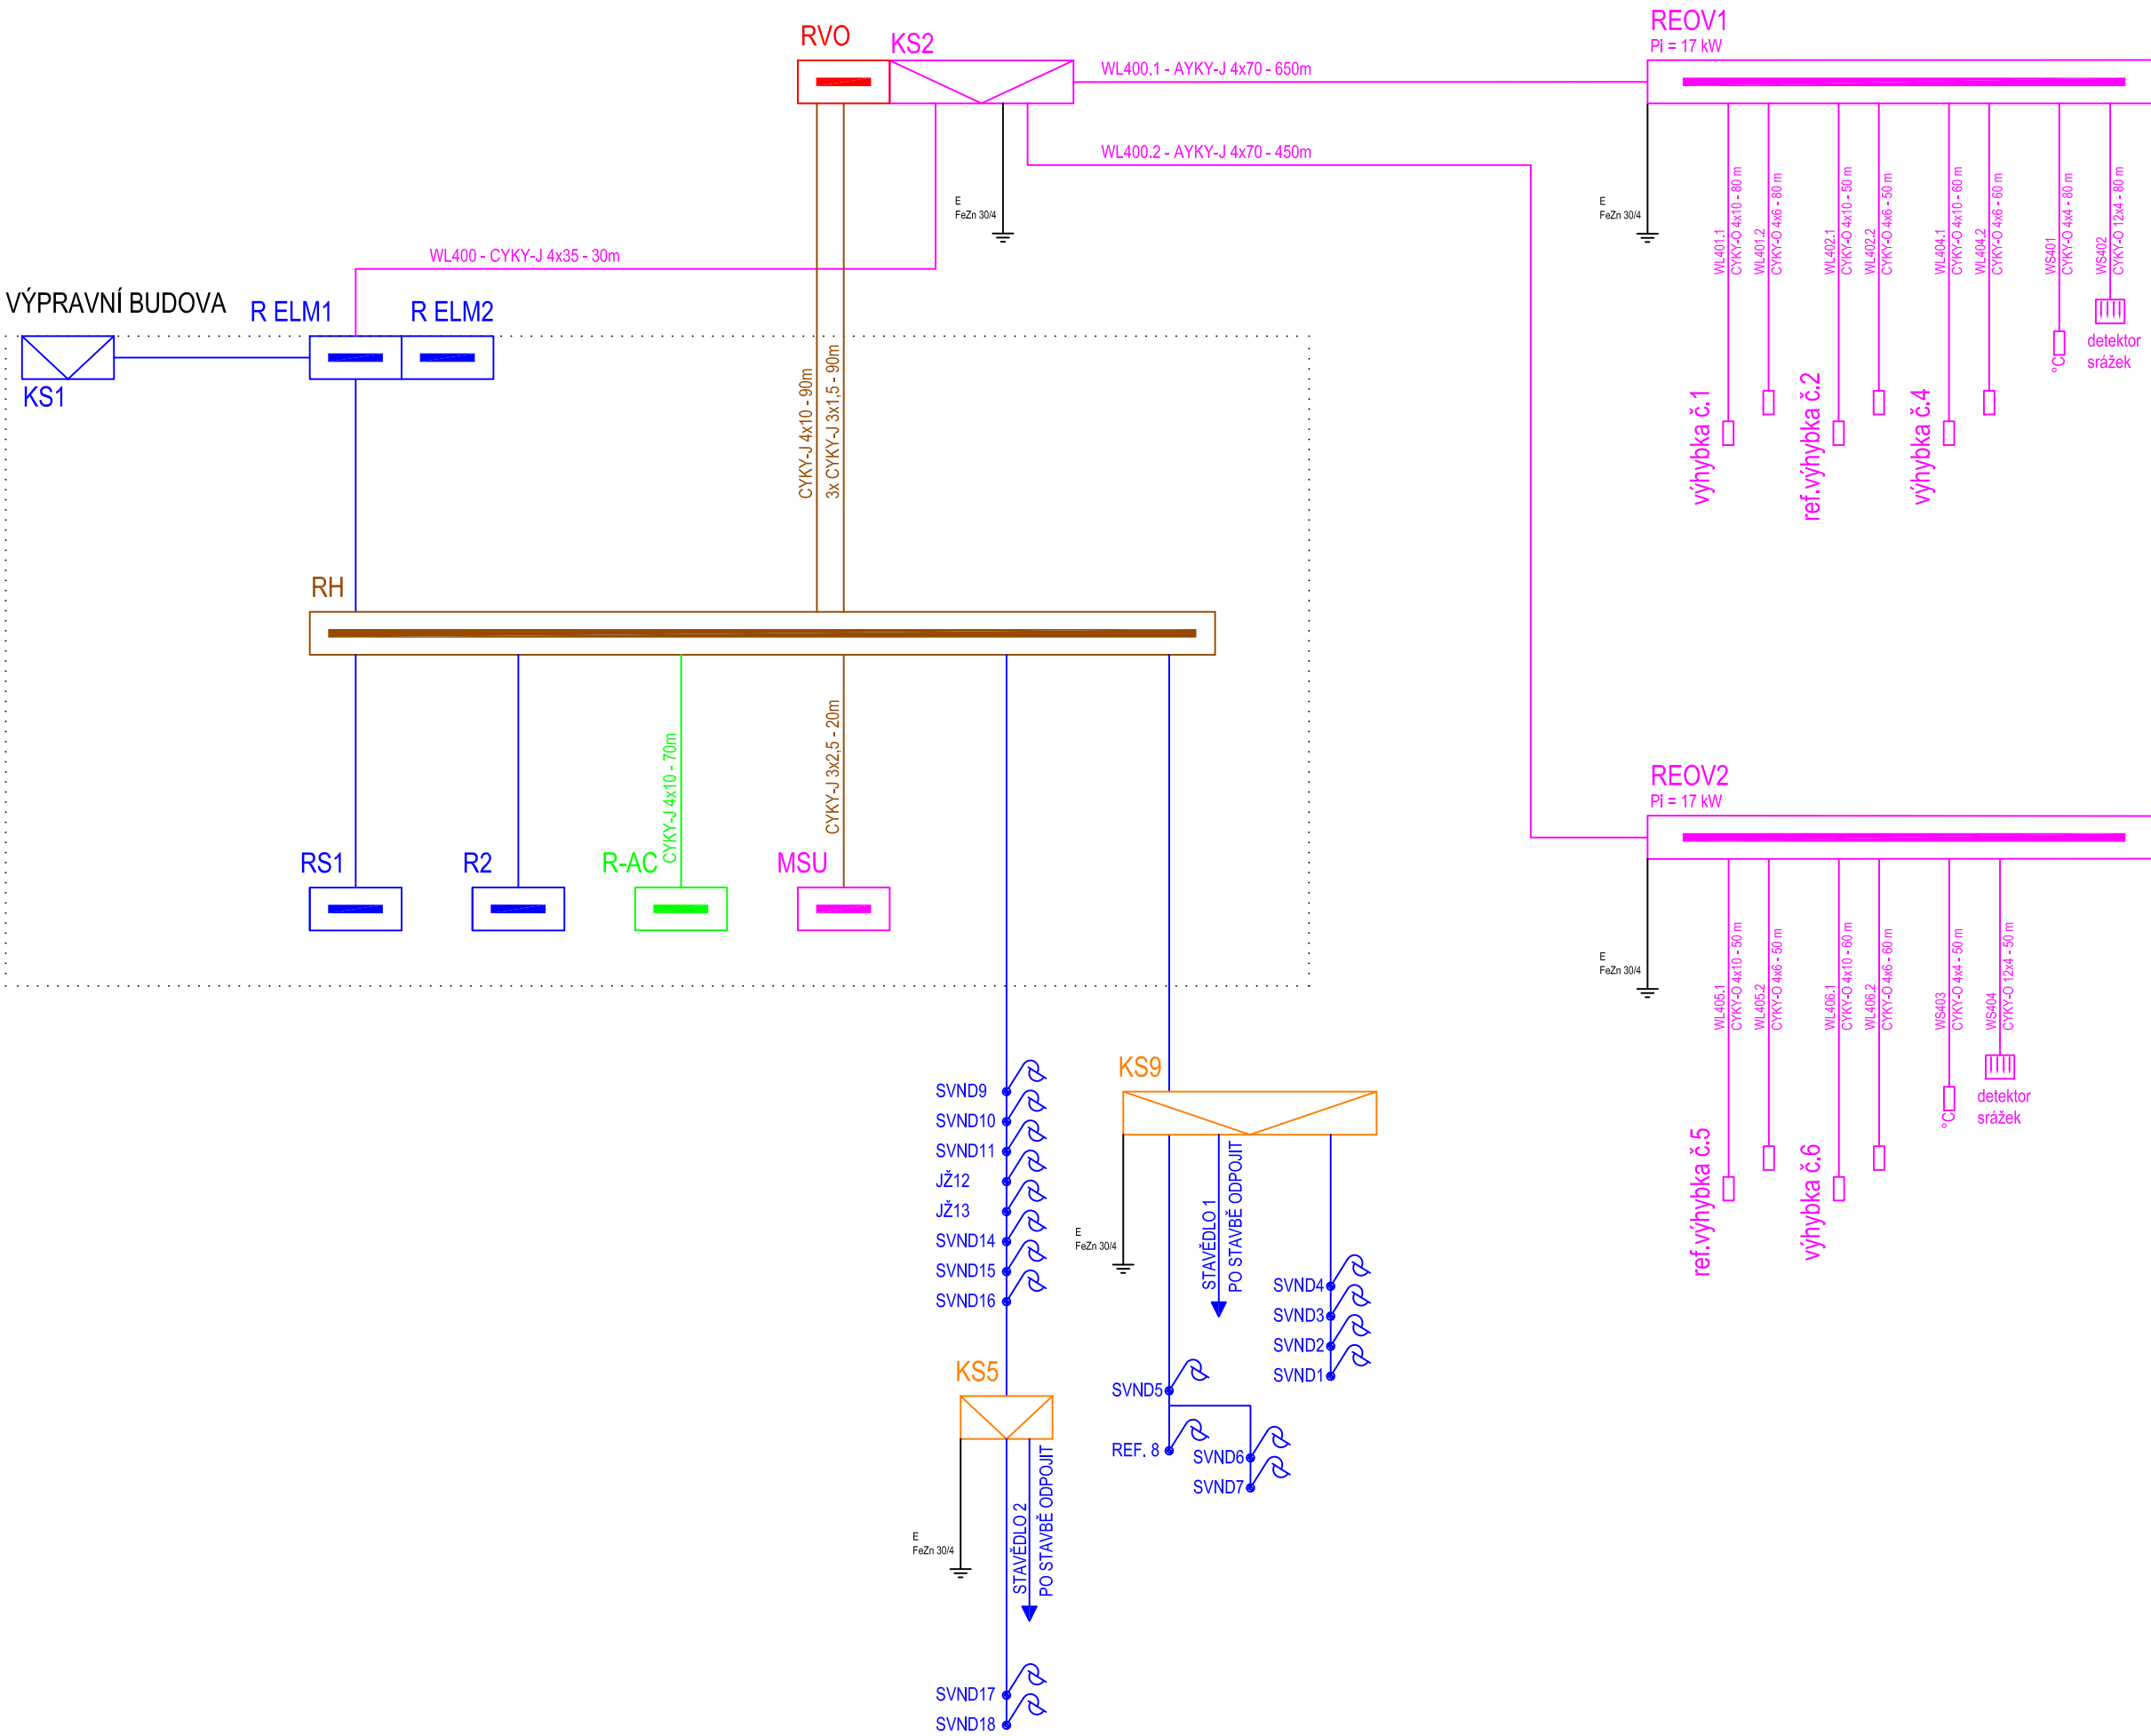 RVO
KS2
REOV1
Pi = 17 kW
WL400.1 - AYKY-J 4x70 - 650m
WL400.2 - AYKY-J 4x70 - 450m
E
FeZn 30/4
E
FeZn 30/4
WL401.1
CYKY-O 4x10 - 80 m
WL401.2
CYKY-O 4x6 - 80 m
WL402.1
CYKY-O 4x10 - 50 m
WL402.2
CYKY-O 4x6 - 50 m
WL404.1
CYKY-O 4x10 - 60 m
WL404.2
CYKY-O 4x6 - 60 m
WS401
CYKY-O 4x4 - 80 m
WS402
CYKY-O 12x4 - 80 m
°C
detektor
srážek
výhybka č.1
ref.výhybka č.2
výhybka č.4
WL400 - CYKY-J 4x35 - 30m
VÝPRAVNÍ BUDOVA
R ELM1
R ELM2
KS1
CYKY-J 4x10 - 90m
3x CYKY-J 3x1,5 - 90m
RH
CYKY-J 4x10 - 70m
CYKY-J 3x2,5 - 20m
RS1
R2
R-AC
MSU
REOV2
Pi = 17 kW
E
FeZn 30/4
WL405.1
CYKY-O 4x10 - 50 m
WL405.2
CYKY-O 4x6 - 50 m
WL406.1
CYKY-O 4x10 - 60 m
WL406.2
CYKY-O 4x6 - 60 m
WS403
CYKY-O 4x4 - 50 m
WS404
CYKY-O 12x4 - 50 m
°C
detektor
srážek
ref.výhybka č.5
výhybka č.6
SVND9
SVND10
SVND11
JŽ12
JŽ13
SVND14
SVND15
SVND16
KS9
E
FeZn 30/4
STAVĚDLO 1
PO STAVBĚ ODPOJIT
SVND4
SVND3
SVND2
SVND1
SVND5
REF. 8
SVND6
SVND7
KS5
E
FeZn 30/4
STAVĚDLO 2
PO STAVBĚ ODPOJIT
SVND17
SVND18